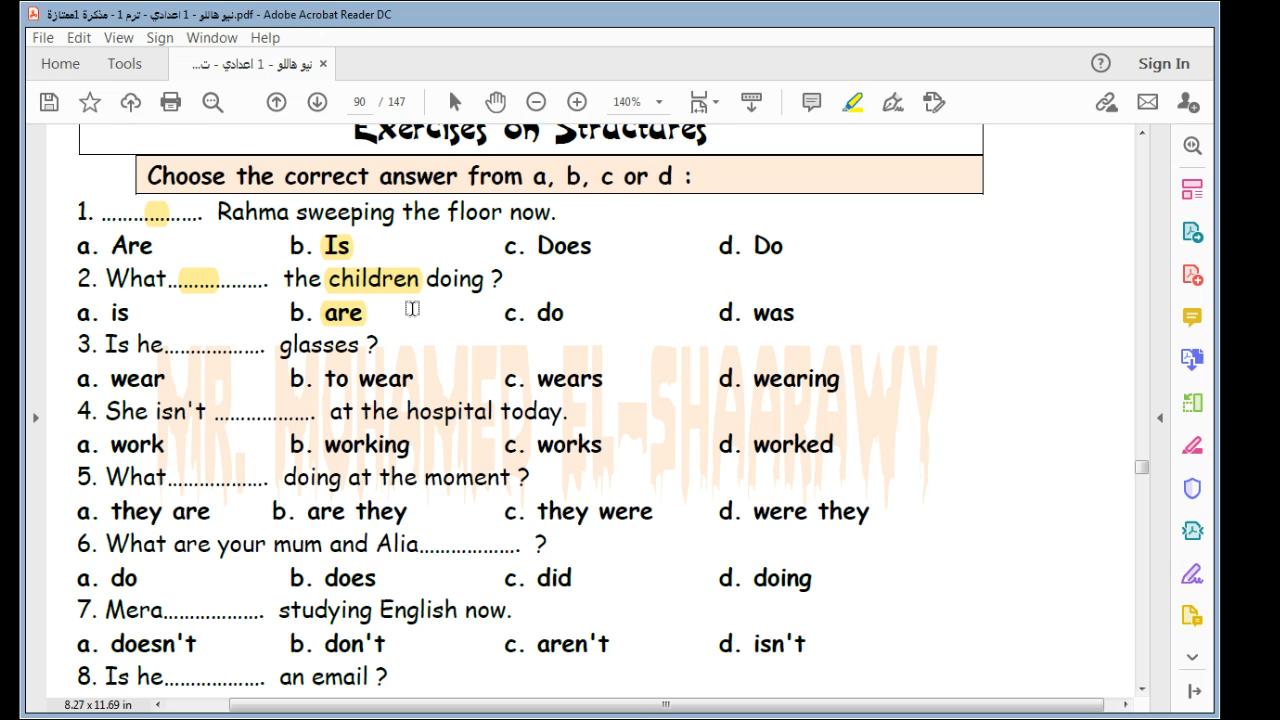 نيو هاللو - 1 اعدادي - ترم 1 - مذكرة 1ممتازة.pdf - Adobe Acrobat Reader DC
File Edit View Sign Window Help
Home Tools نيو هاللو - 1 اعدادي - ت... × Sign In
90 / 147 140%
Exercises on Structures
Choose the correct answer from a, b, c or d :
1. ………………. Rahma sweeping the floor now.
a. Are b. Is c. Does d. Do
2. What………………. the children doing ?
a. is b. are c. do d. was
3. Is he………………. glasses ?
a. wear b. to wear c. wears d. wearing
4. She isn't ………………. at the hospital today.
a. work b. working c. works d. worked
5. What………………. doing at the moment ?
a. they are b. are they c. they were d. were they
6. What are your mum and Alia………………. ?
a. do b. does c. did d. doing
7. Mera………………. studying English now.
a. doesn't b. don't c. aren't d. isn't
8. Is he………………. an email ?
MR. MOHOMED EL-SHAARAWY
8.27 x 11.69 in